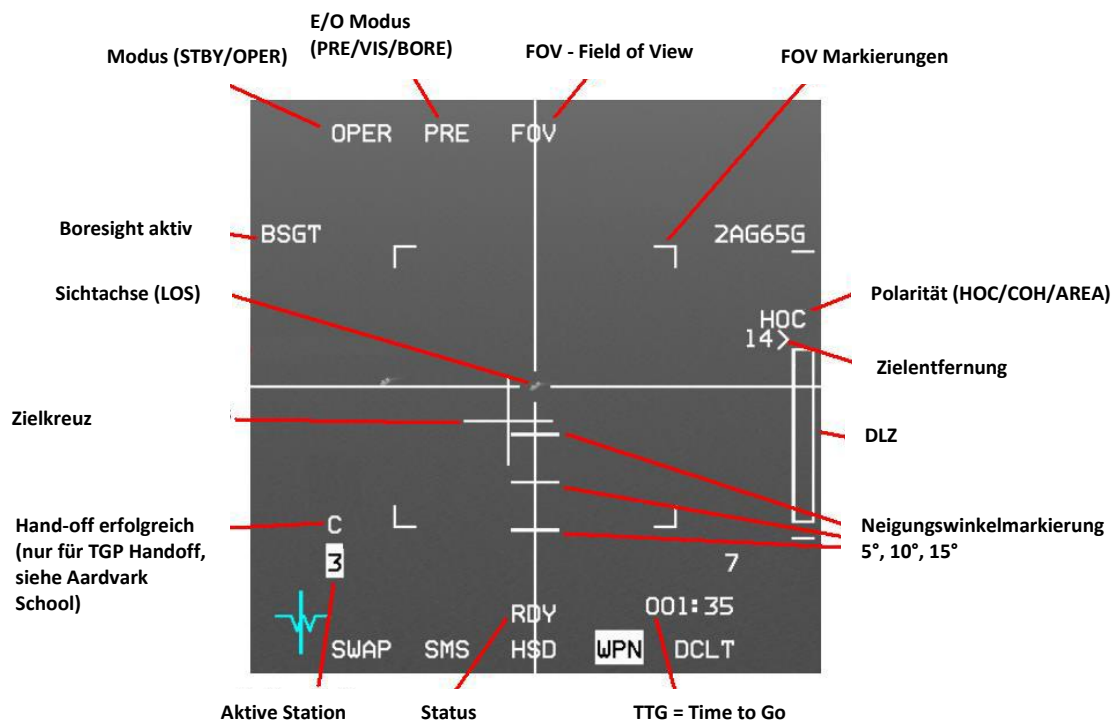 E/O Modus
(PRE/VIS/BORE)
Modus (STBY/OPER)
FOV - Field of View
FOV Markierungen
OPER PRE FOV
Boresight aktiv
BSGT
2AG65G
Sichtachse (LOS)
Polarität (HOC/COH/AREA)
HOC
14
Zielentfernung
Zielkreuz
DLZ
Hand-off erfolgreich
(nur für TGP Handoff,
siehe Aardvark
School)
C
3
Neigungswinkelmarkierung
5°, 10°, 15°
7
RDY
001:35
SWAP SMS HSD WPN DCLT
Aktive Station
Status
TTG = Time to Go